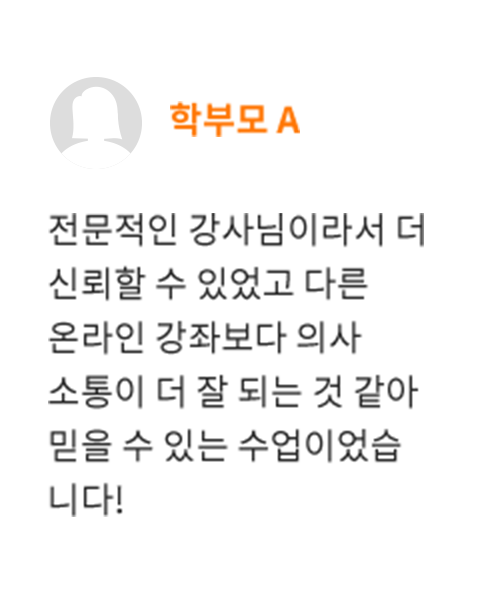 학부모 A
전문적인 강사님이라서 더
신뢰할 수 있었고 다른
온라인 강좌보다 의사
소통이 더 잘 되는 것 같아
믿을 수 있는 수업이었습
니다!